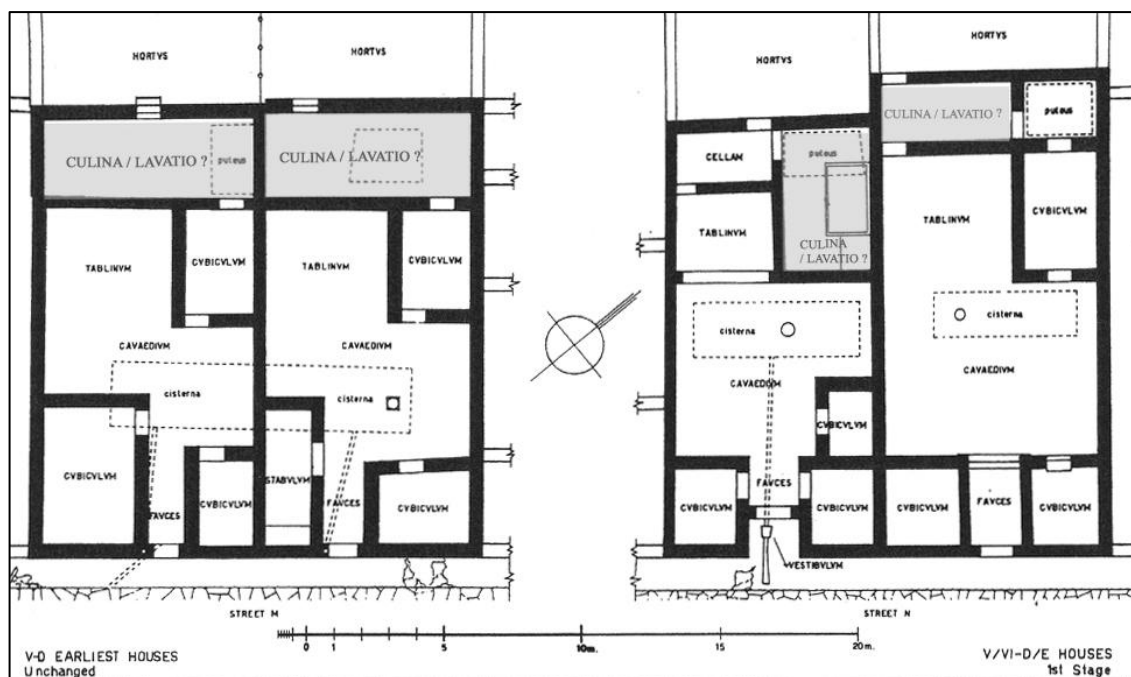 HORTVS
HORTVS
HORTVS
HORTVS
CULINA / LAVATIO ?
puteus
CULINA / LAVATIO ?
CELLAM
puteus
CULINA / LAVATIO ?
puteus
TABLINVM
CVBICVLVM
TABLINVM
CVBICVLVM
TABLINVM
CULINA
/ LAVATIO ?
TABLINVM
CVBICVLVM
CAVAEDIVM
CAVAEDIVM
cisterna
cisterna
cisterna
cisterna
CAVAEDIVM
CAVAEDIVM
CVBICVLVM
STABVLVM
CVBICVLVM
CVBICVLVM
FAVCES
CVBICVLVM
FAVCES
CVBICVLVM
CVBICVLVM
FAVCES
CVBICVLVM
CVBICVLVM
FAVCES
CVBICVLVM
VESTIBVLVM
STREET M
STREET N
0 1 5 10m. 15 20m.
V-D EARLIEST HOUSES
Unchanged
V/VI-D/E HOUSES
1st Stage